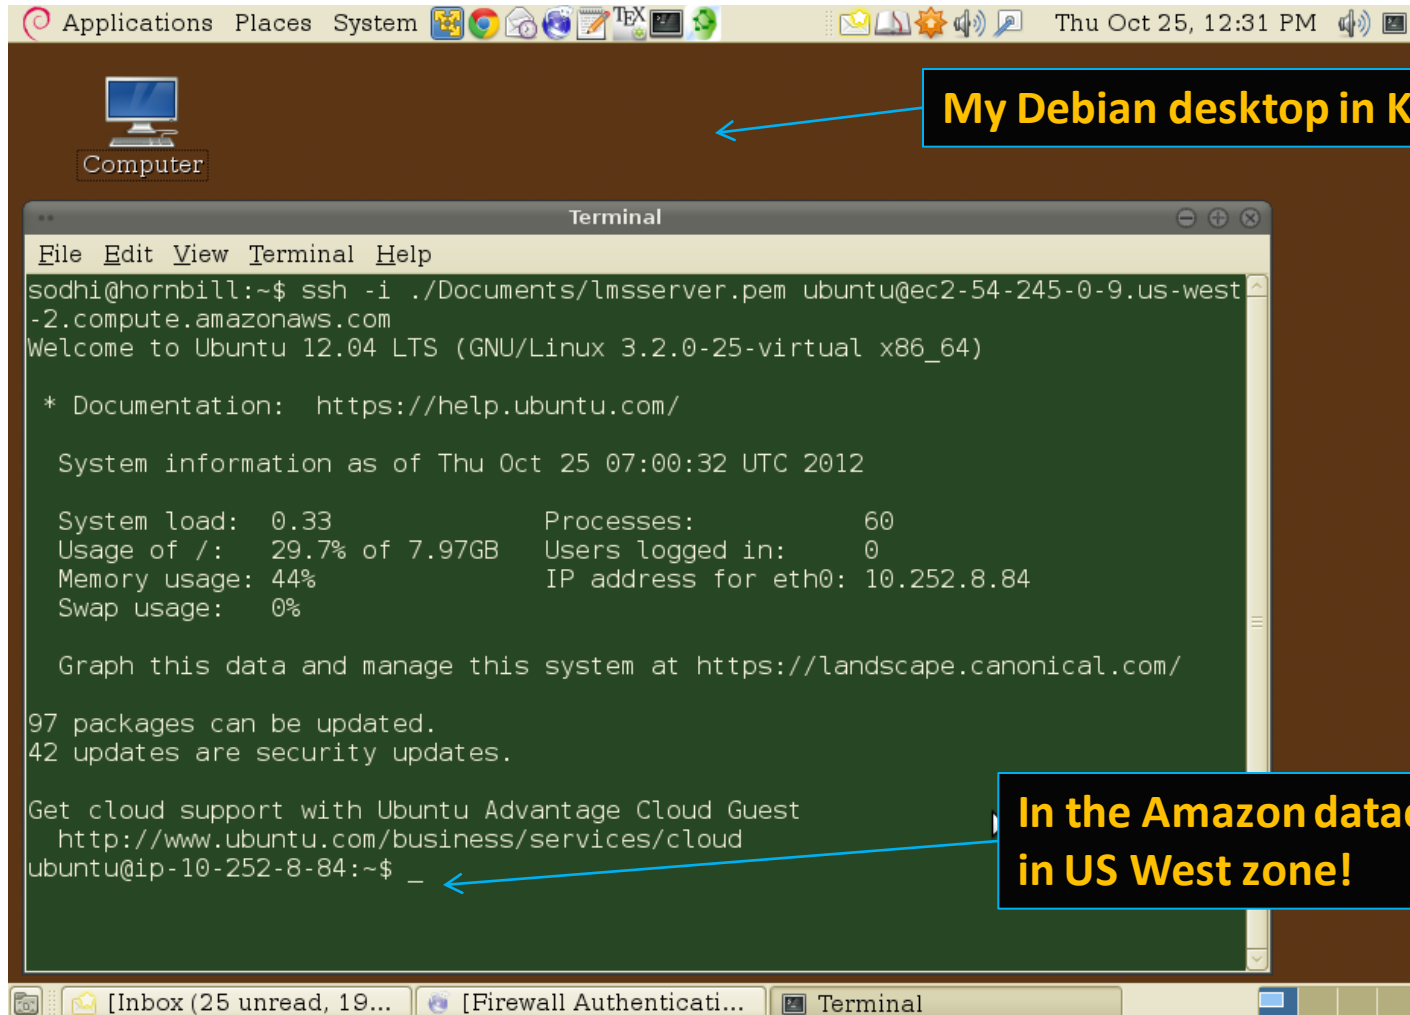 Applications Places System TEX Thu Oct 25, 12:31 PM
My Debian desktop in K
Computer
Terminal
File Edit View Terminal Help
sodhi@hornbill:~$ ssh -i ./Documents/lmsserver.pem ubuntu@ec2-54-245-0-9.us-west
-2.compute.amazonaws.com
Welcome to Ubuntu 12.04 LTS (GNU/Linux 3.2.0-25-virtual x86_64)
* Documentation: https://help.ubuntu.com/
System information as of Thu Oct 25 07:00:32 UTC 2012
System load: 0.33 Processes: 60
Usage of /: 29.7% of 7.97GB Users logged in: 0
Memory usage: 44% IP address for eth0: 10.252.8.84
Swap usage: 0%
Graph this data and manage this system at https://landscape.canonical.com/
97 packages can be updated.
42 updates are security updates.
Get cloud support with Ubuntu Advantage Cloud Guest
http://www.ubuntu.com/business/services/cloud
ubuntu@ip-10-252-8-84:~$ _
In the Amazon datac
in US West zone!
[Inbox (25 unread, 19... [Firewall Authenticati... Terminal